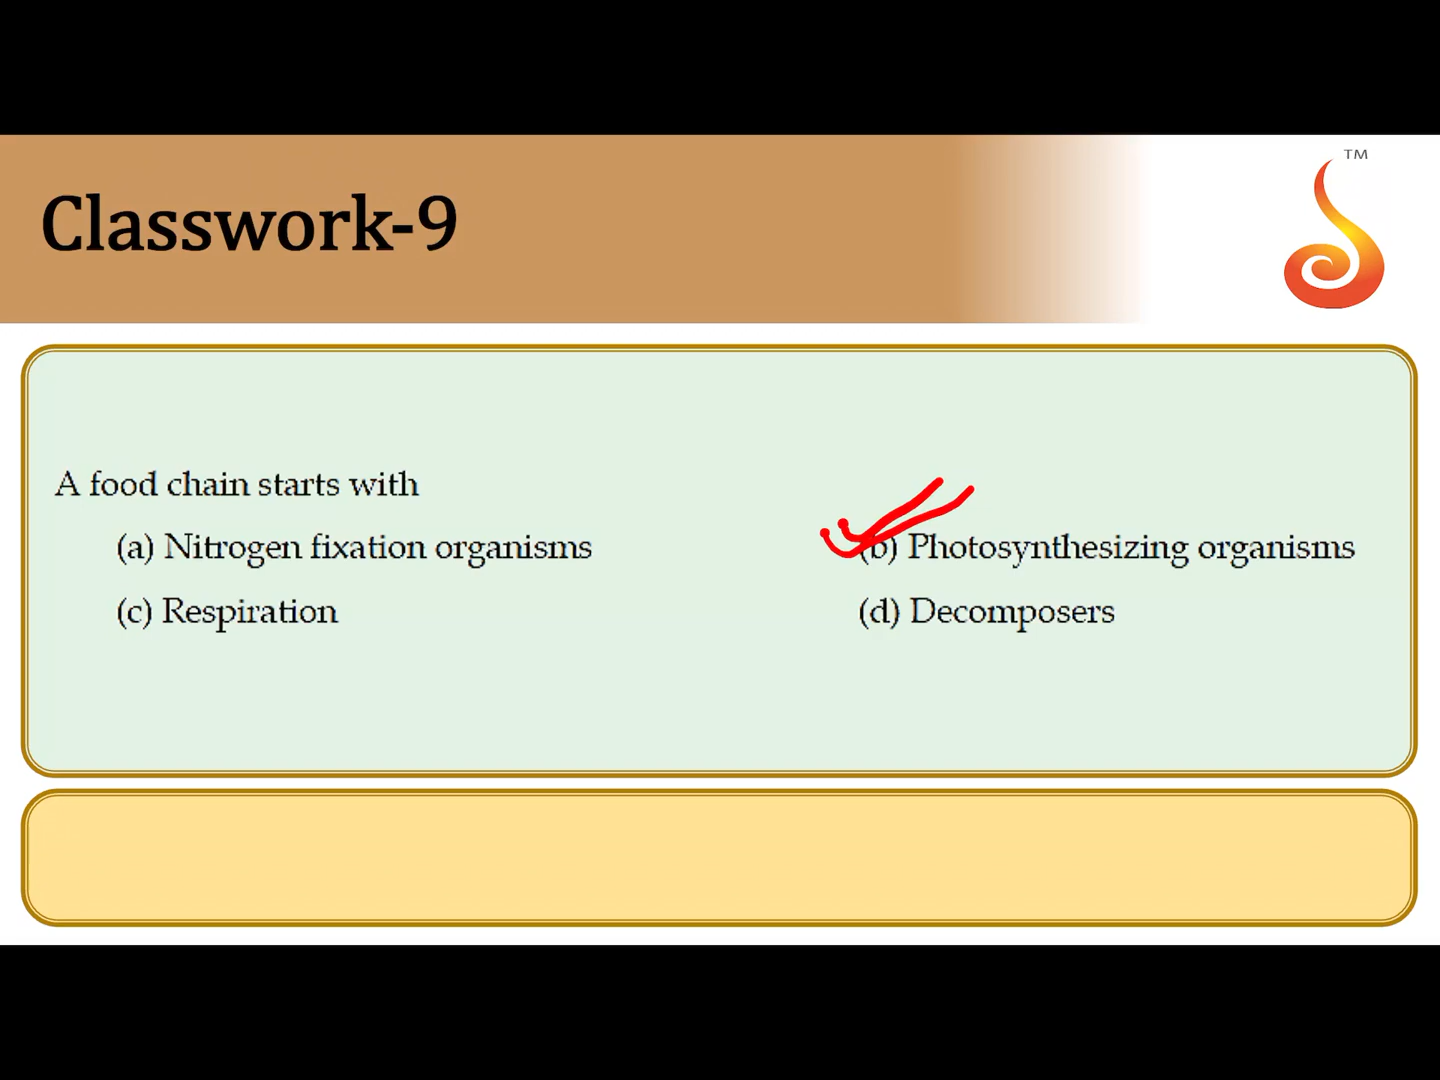 TM
Classwork-9
A food chain starts with
(a) Nitrogen fixation organisms
(b) Photosynthesizing organisms
(c) Respiration
(d) Decomposers